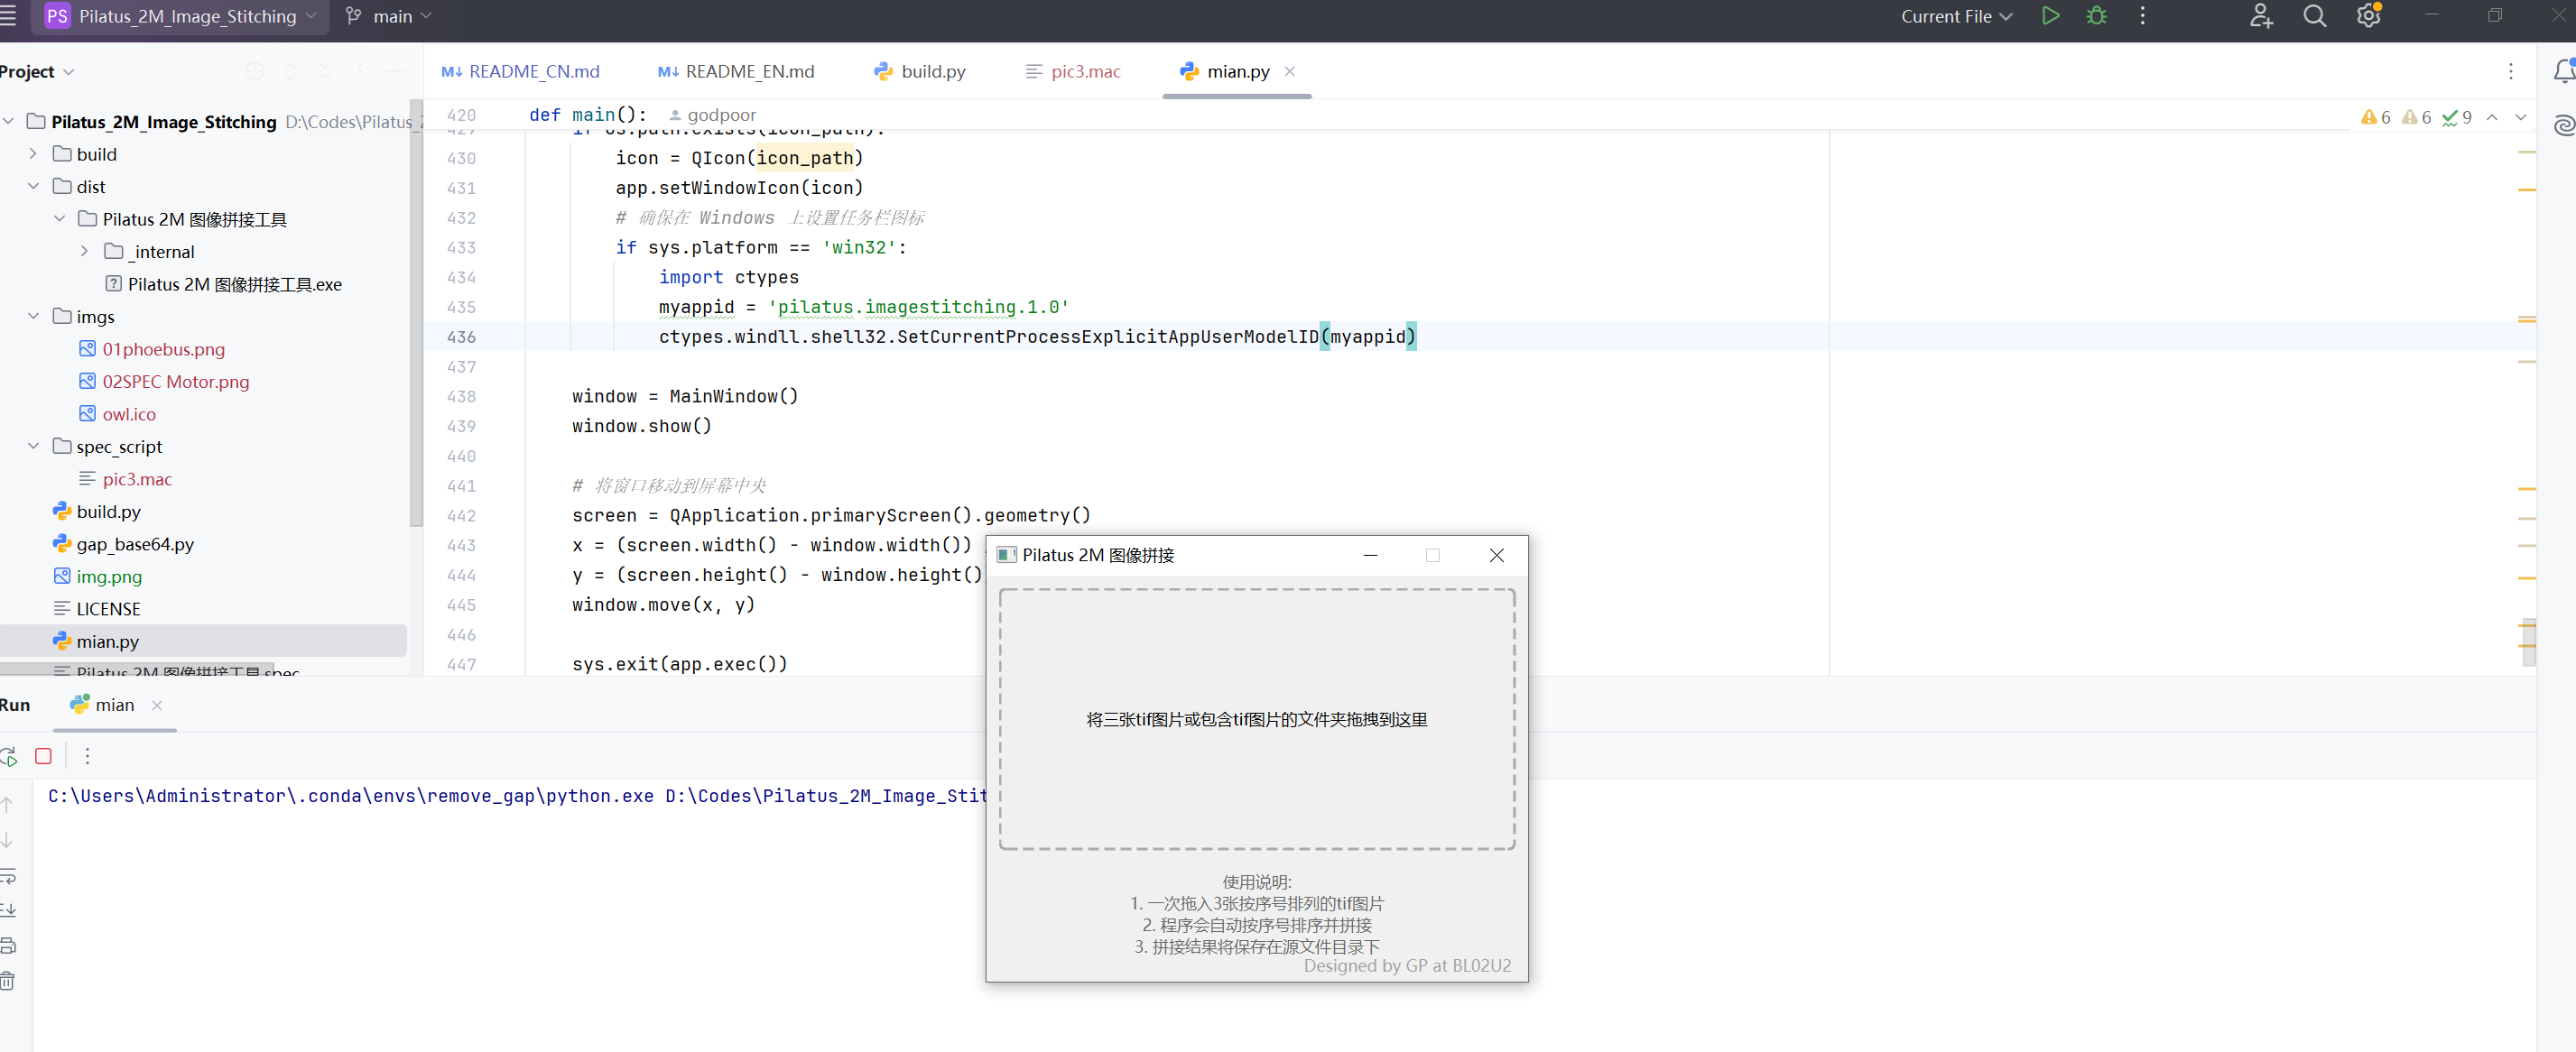 PS Pilatus_2M_Image_Stitching main Current File
Project
README_CN.md README_EN.md build.py pic3.mac mian.py
Pilatus_2M_Image_Stitching D:\Codes\Pilatus_
build
dist
Pilatus 2M 图像拼接工具
_internal
Pilatus 2M 图像拼接工具.exe
imgs
01phoebus.png
02SPEC Motor.png
owl.ico
spec_script
pic3.mac
build.py
gap_base64.py
img.png
LICENSE
mian.py
Pilatus 2M 图像拼接工具.spec
6 6 9
420 def main(): godpoor
if os.path.exists(icon_path):
430 icon = QIcon(icon_path)
431 app.setWindowIcon(icon)
432 # 确保在 Windows 上设置任务栏图标
433 if sys.platform == 'win32':
434 import ctypes
435 myappid = 'pilatus.imagestitching.1.0'
436 ctypes.windll.shell32.SetCurrentProcessExplicitAppUserModelID(myappid)
437
438 window = MainWindow()
439 window.show()
440
441 # 将窗口移动到屏幕中央
442 screen = QApplication.primaryScreen().geometry()
443 x = (screen.width() - window.width())
444 y = (screen.height() - window.height()
445 window.move(x, y)
446
447 sys.exit(app.exec())
Run mian
C:\Users\Administrator\.conda\envs\remove_gap\python.exe D:\Codes\Pilatus_2M_Image_Stit
Pilatus 2M 图像拼接
将三张tif图片或包含tif图片的文件夹拖拽到这里
使用说明:
1. 一次拖入3张按序号排列的tif图片
2. 程序会自动按序号排序并拼接
3. 拼接结果将保存在源文件目录下
Designed by GP at BL02U2